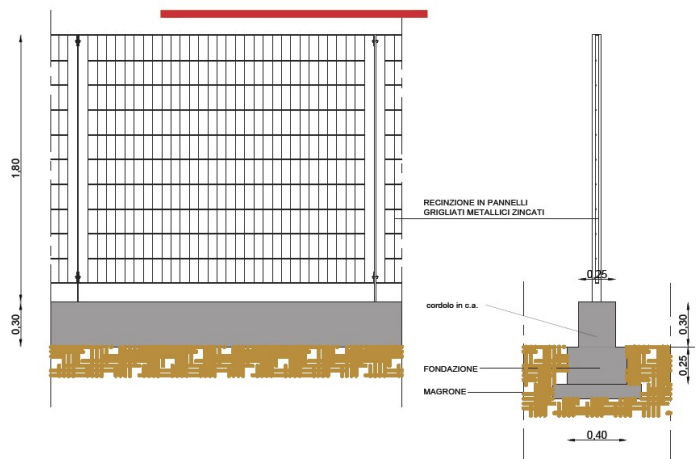 1,80
0,30
RECINZIONE IN PANNELLI
GRIGLIATI METALLICI ZINCATI
0,25
cordolo in c.a.
0,30
FONDAZIONE
0,25
MAGRONE
0,40